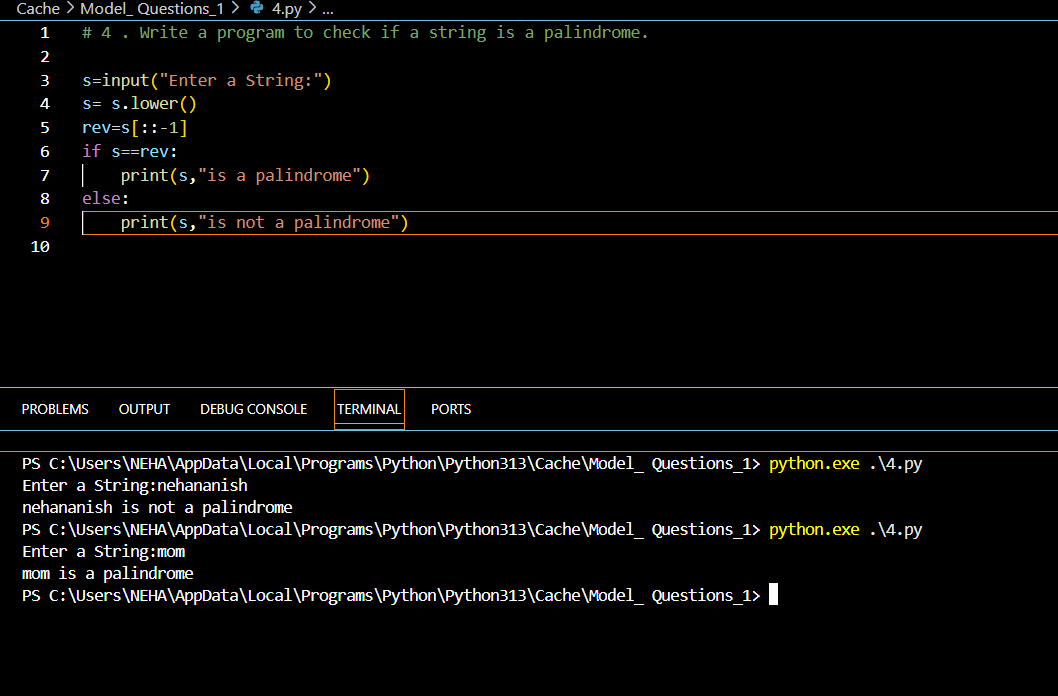 Cache > Model_ Questions_1 > 4.py > ...
1 # 4 . Write a program to check if a string is a palindrome.
2
3 s=input("Enter a String:")
4 s= s.lower()
5 rev=s[::-1]
6 if s==rev:
7     print(s,"is a palindrome")
8 else:
9     print(s,"is not a palindrome")
10
PROBLEMS OUTPUT DEBUG CONSOLE TERMINAL PORTS
PS C:\Users\NEHA\AppData\Local\Programs\Python\Python313\Cache\Model_ Questions_1> python.exe .\4.py
Enter a String:nehananish
nehananish is not a palindrome
PS C:\Users\NEHA\AppData\Local\Programs\Python\Python313\Cache\Model_ Questions_1> python.exe .\4.py
Enter a String:mom
mom is a palindrome
PS C:\Users\NEHA\AppData\Local\Programs\Python\Python313\Cache\Model_ Questions_1>